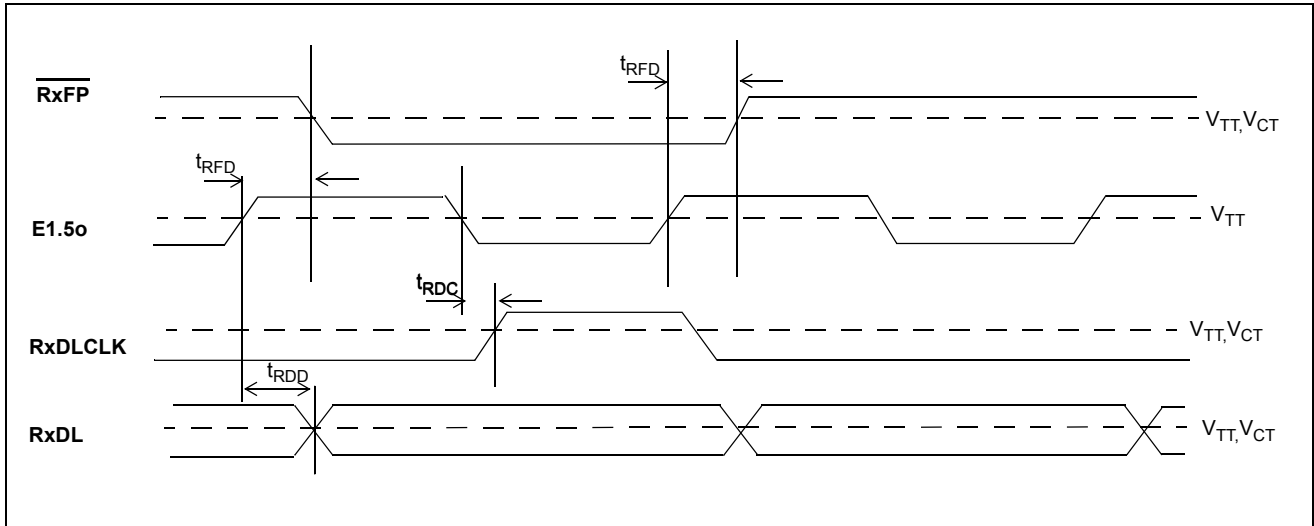 tRFD
RxFP
VTT,VCT
tRFD
E1.5o
VTT
tRDC
RxDLCLK
VTT,VCT
tRDD
RxDL
VTT,VCT